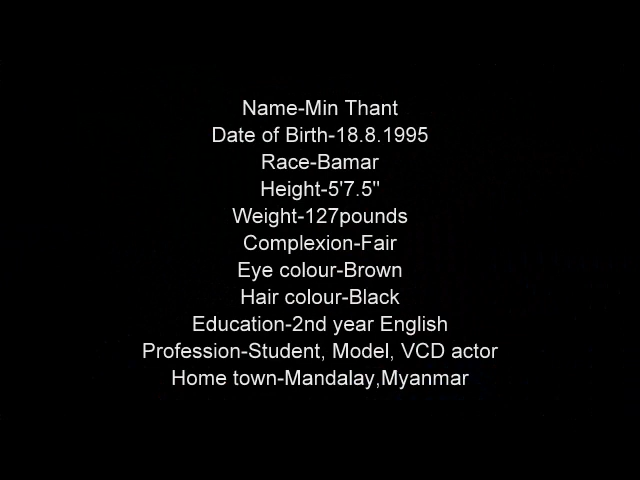 Name-Min Thant
Date of Birth-18.8.1995
Race-Bamar
Height-5'7.5"
Weight-127pounds
Complexion-Fair
Eye colour-Brown
Hair colour-Black
Education-2nd year English
Profession-Student, Model, VCD actor
Home town-Mandalay,Myanmar